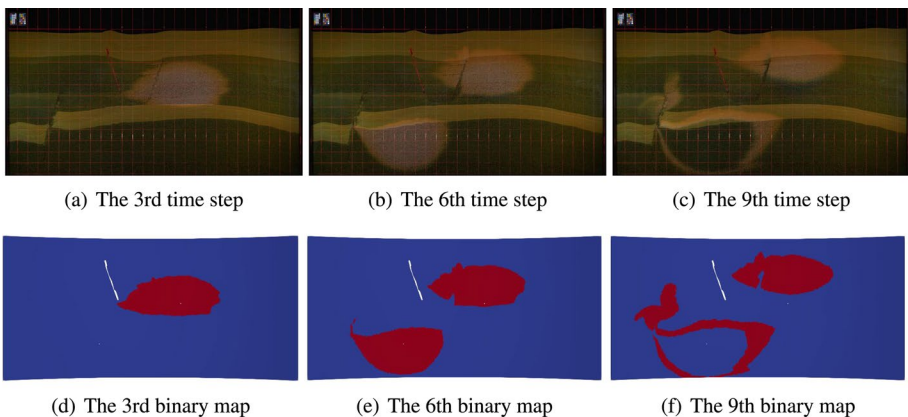 (a) The 3rd time step
(b) The 6th time step
(c) The 9th time step
(d) The 3rd binary map
(e) The 6th binary map
(f) The 9th binary map